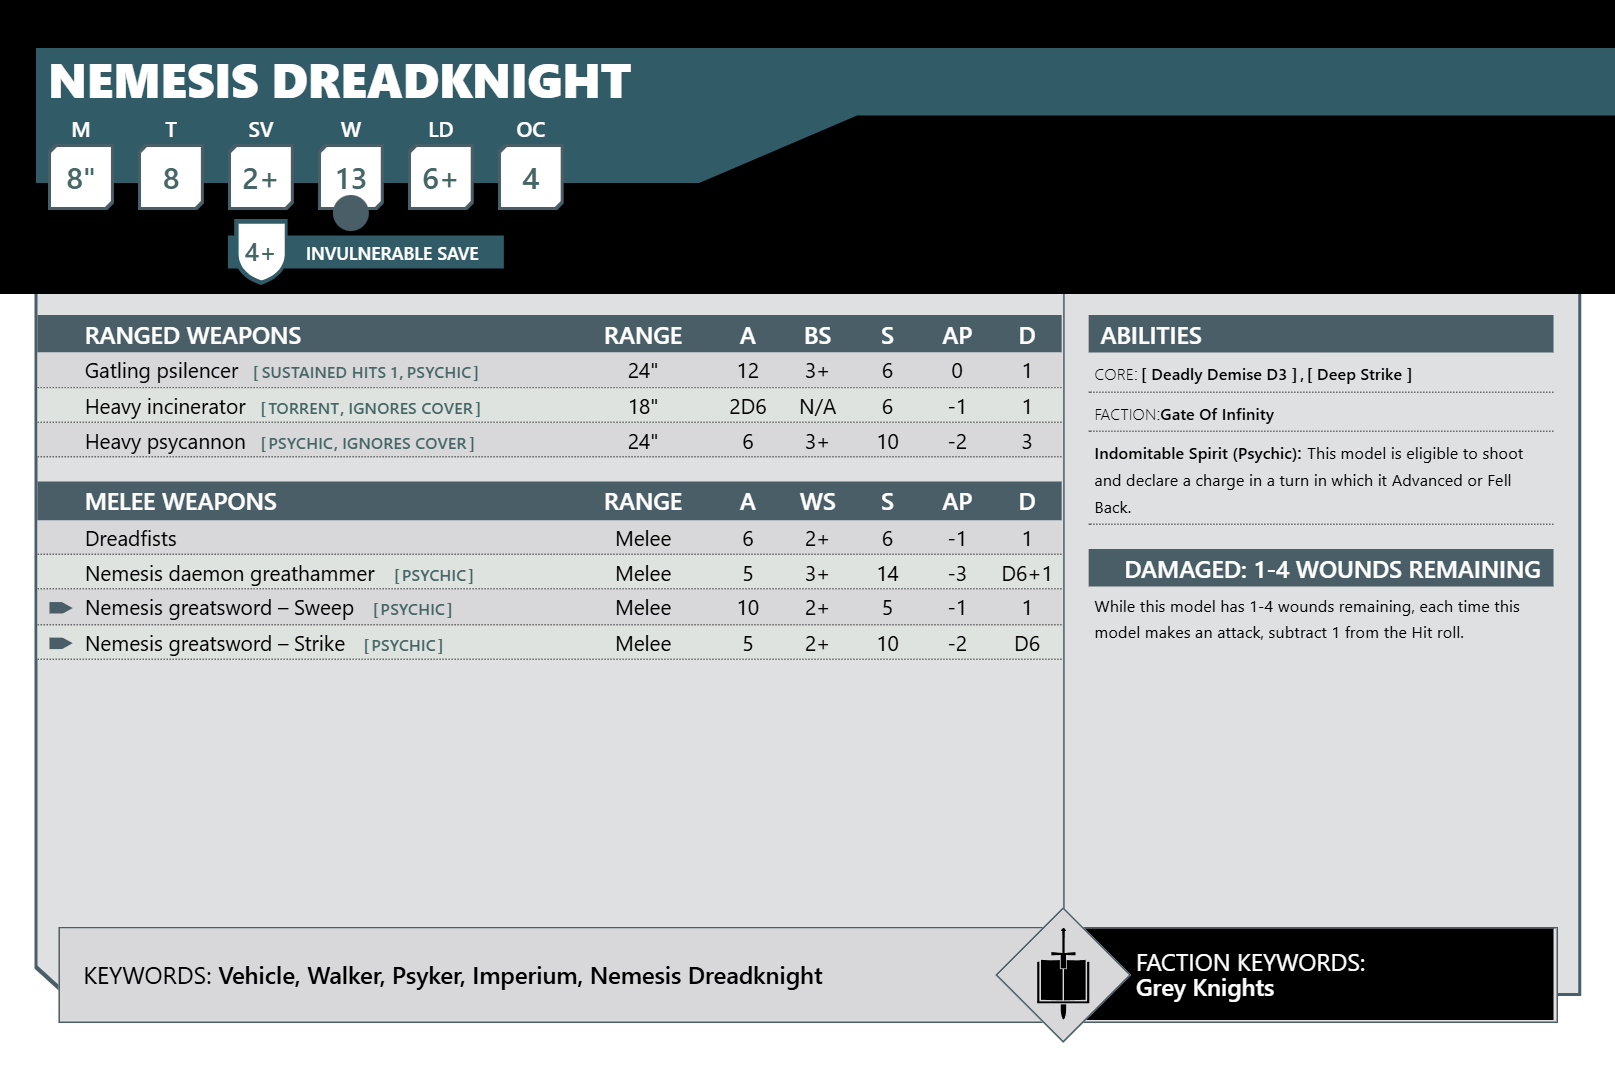 NEMESIS DREADKNIGHT
M T SV W LD OC
8" 8 2+ 13 6+ 4
4+ INVULNERABLE SAVE
RANGED WEAPONS RANGE A BS S AP D
Gatling psilencer [SUSTAINED HITS 1, PSYCHIC] 24" 12 3+ 6 0 1
Heavy incinerator [TORRENT, IGNORES COVER] 18" 2D6 N/A 6 -1 1
Heavy psycannon [PSYCHIC, IGNORES COVER] 24" 6 3+ 10 -2 3
MELEE WEAPONS RANGE A WS S AP D
Dreadfists Melee 6 2+ 6 -1 1
Nemesis daemon greathammer [PSYCHIC] Melee 5 3+ 14 -3 D6+1
Nemesis greatsword – Sweep [PSYCHIC] Melee 10 2+ 5 -1 1
Nemesis greatsword – Strike [PSYCHIC] Melee 5 2+ 10 -2 D6
ABILITIES
CORE: [ Deadly Demise D3 ] , [ Deep Strike ]
FACTION:Gate Of Infinity
Indomitable Spirit (Psychic): This model is eligible to shoot
and declare a charge in a turn in which it Advanced or Fell
Back.
DAMAGED: 1-4 WOUNDS REMAINING
While this model has 1-4 wounds remaining, each time this
model makes an attack, subtract 1 from the Hit roll.
KEYWORDS: Vehicle, Walker, Psyker, Imperium, Nemesis Dreadknight
FACTION KEYWORDS:
Grey Knights